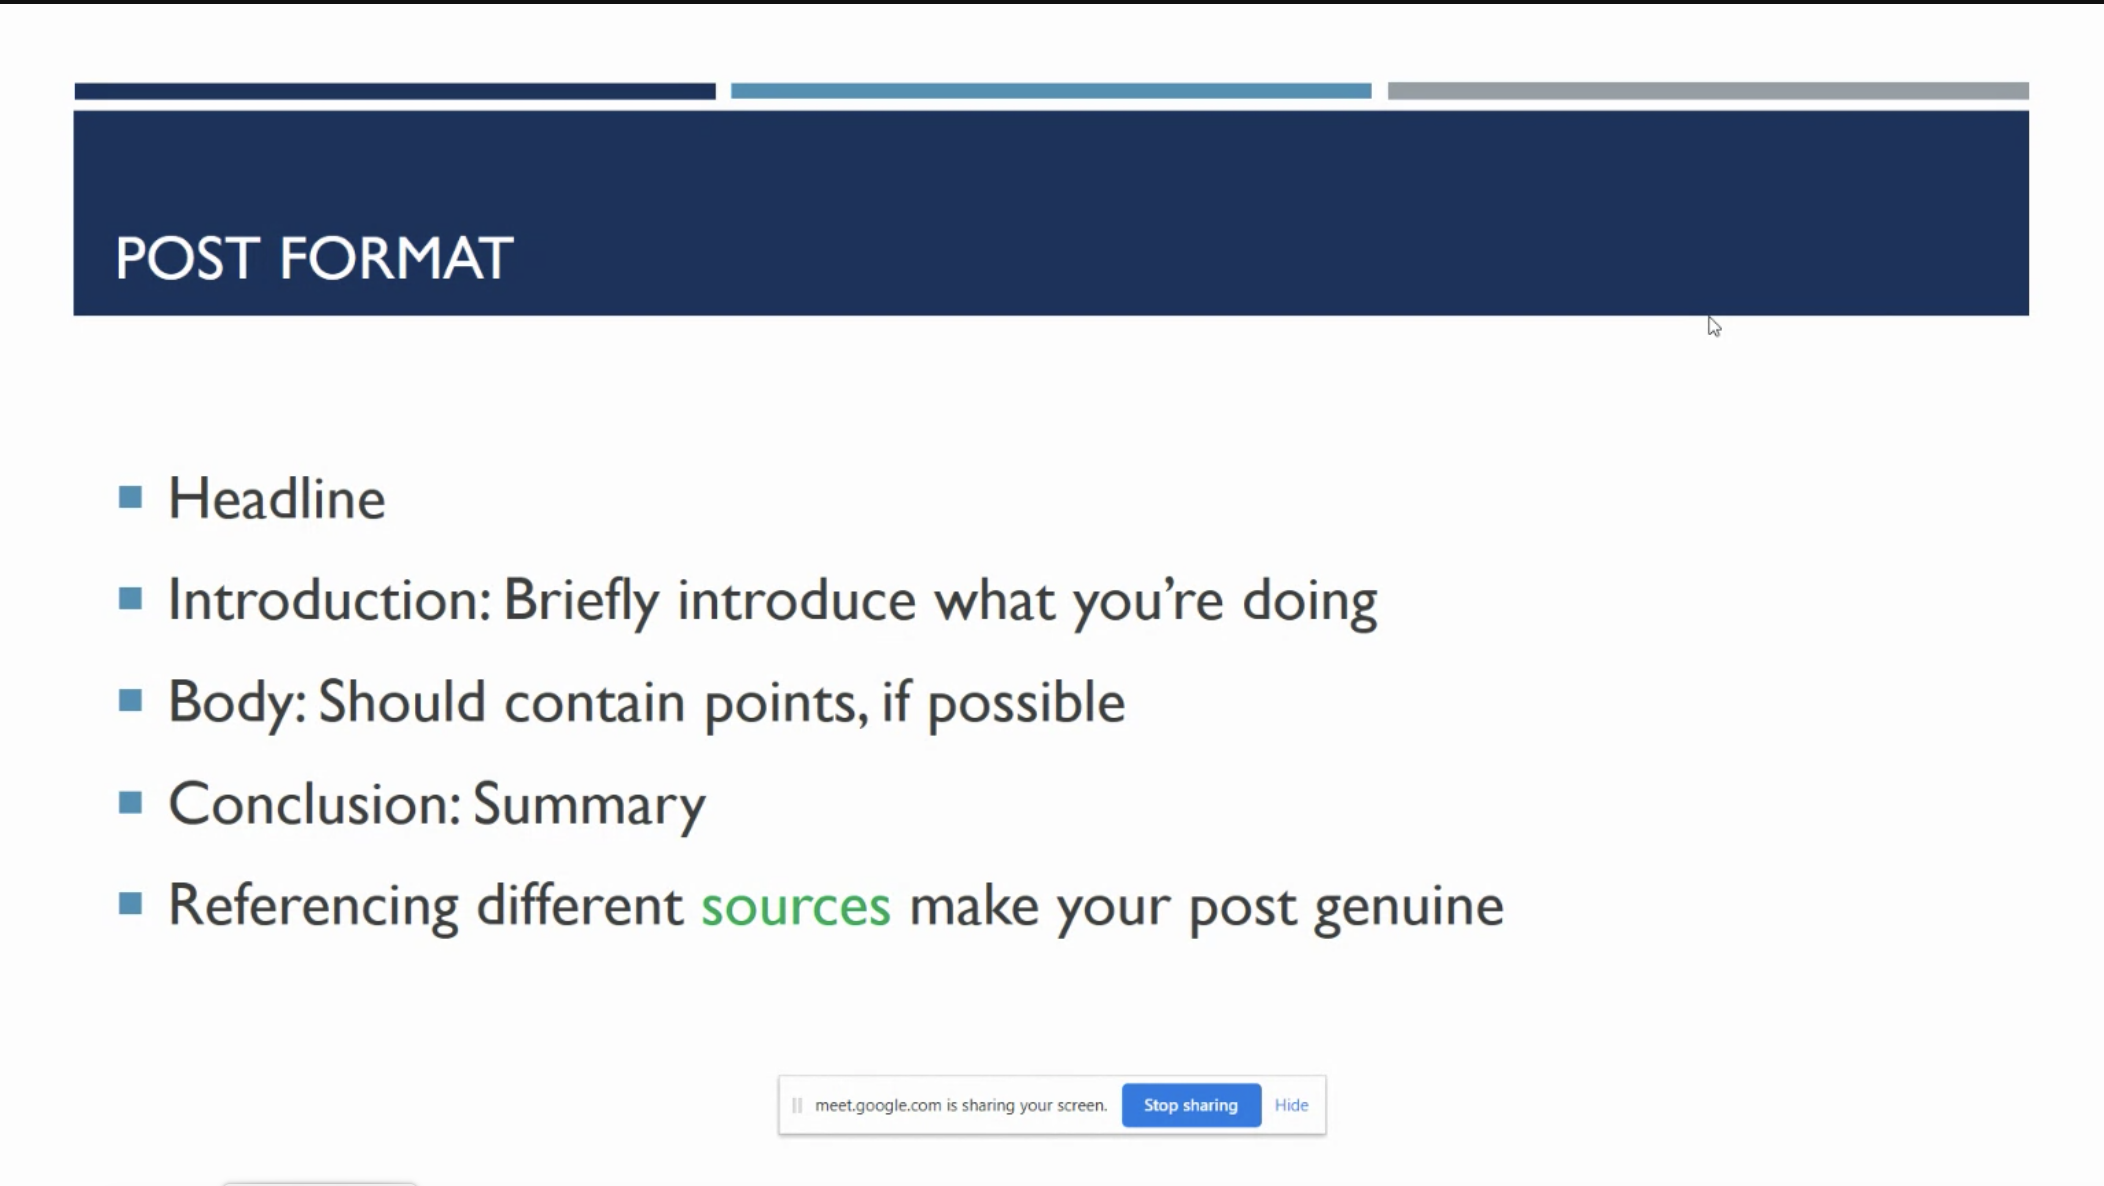 POST FORMAT
Headline
Introduction: Briefly introduce what you’re doing
Body: Should contain points, if possible
Conclusion: Summary
Referencing different sources make your post genuine
meet.google.com is sharing your screen. Stop sharing Hide